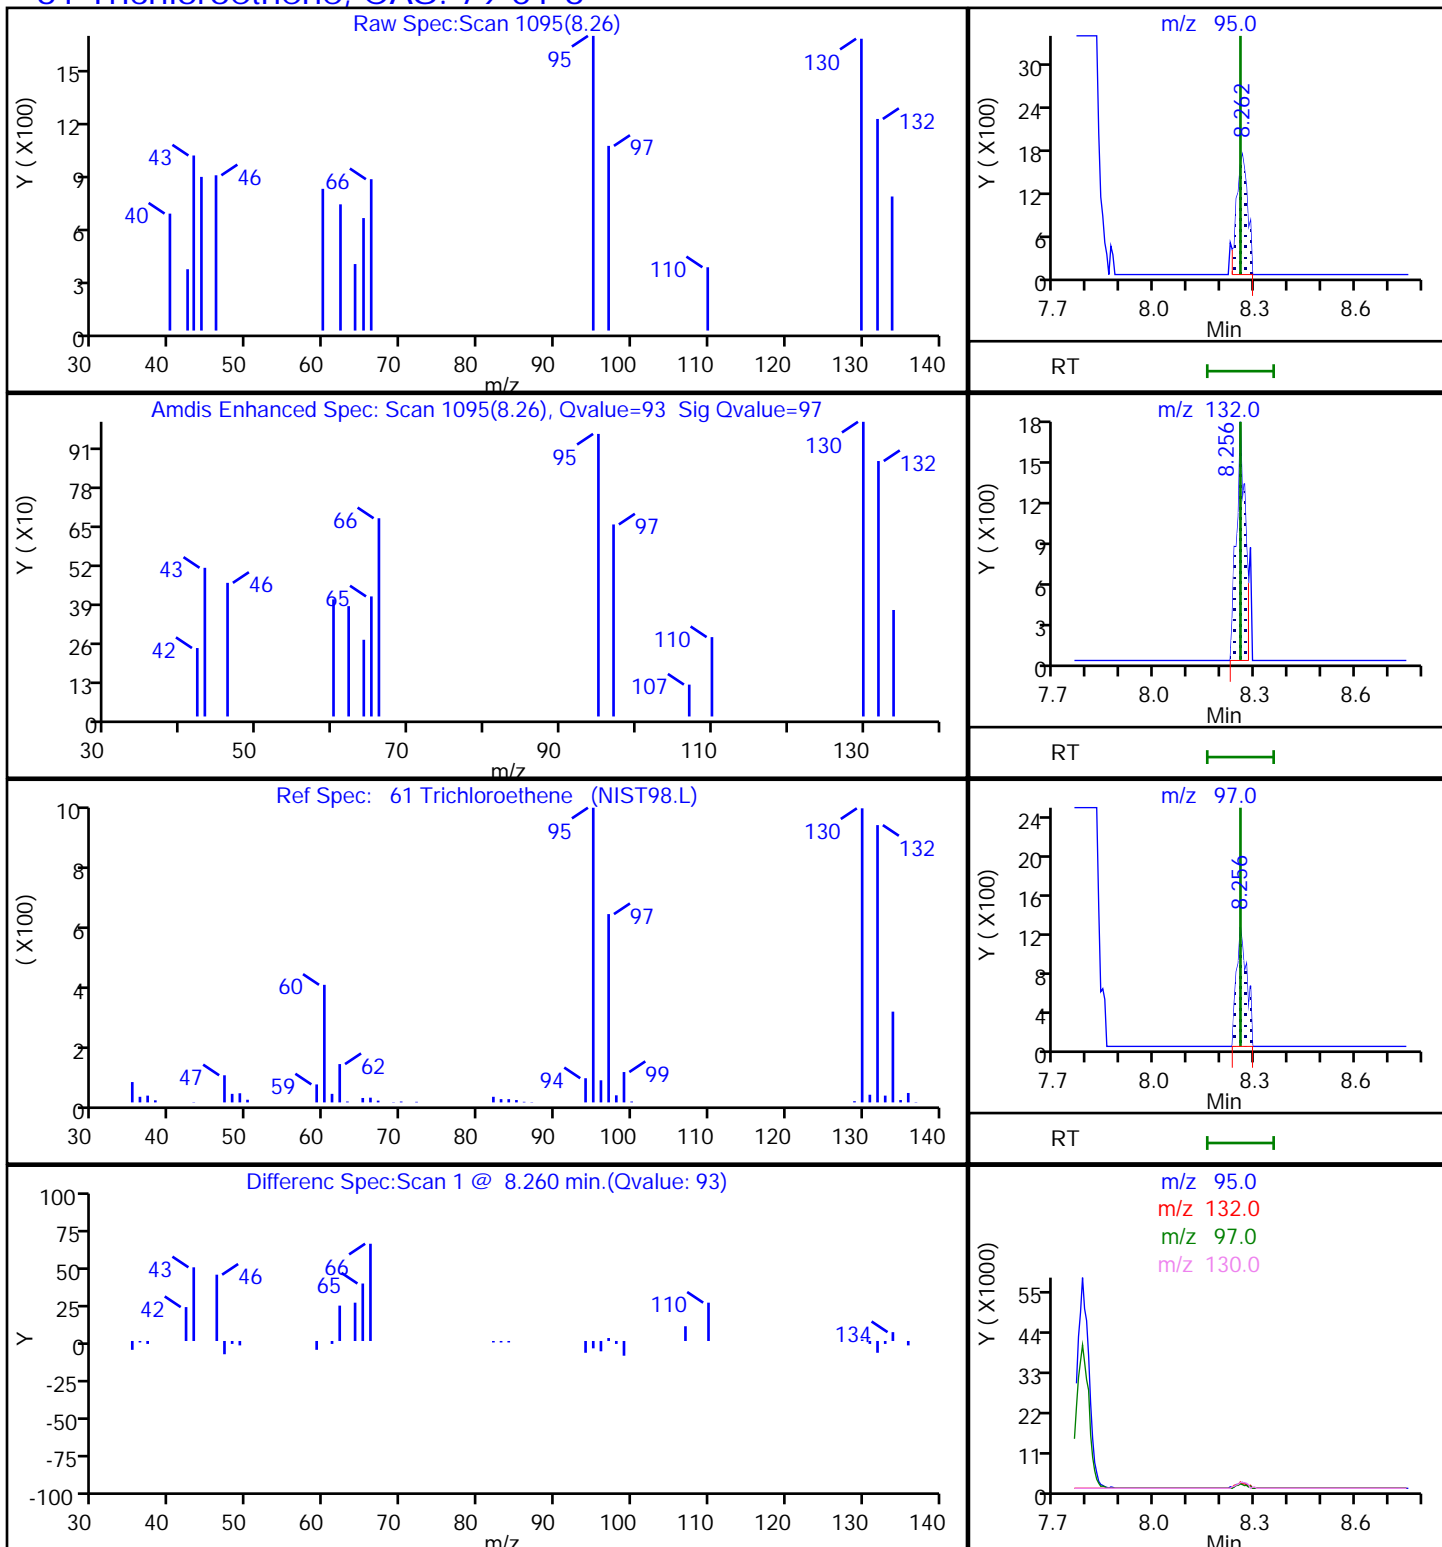 61 Trichloroethene, CAS: 79-01-6
Raw Spec:Scan 1095(8.26)
Y ( X100)
15
12
9
6
3
0
40
43
46
66
95
97
110
130
132
30 40 50 60 70 80 90 100 110 120 130 140
m/z
m/z 95.0
Y ( X100)
30
24
18
12
6
0
8.262
7.7 8.0 8.3 8.6
Min
RT
Amdis Enhanced Spec: Scan 1095(8.26), Qvalue=93 Sig Qvalue=97
Y ( X10)
91
78
65
52
39
26
13
0
42
43
46
65
66
95
97
107
110
130
132
30 50 70 90 110 130
m/z
m/z 132.0
Y ( X100)
18
15
12
9
6
3
0
8.256
7.7 8.0 8.3 8.6
Min
RT
Ref Spec: 61 Trichloroethene (NIST98.L)
( X100)
10
8
6
4
2
0
47
59
60
62
94
95
97
99
130
132
30 40 50 60 70 80 90 100 110 120 130 140
m/z
m/z 97.0
Y ( X100)
24
20
16
12
8
4
0
8.256
7.7 8.0 8.3 8.6
Min
RT
Differenc Spec:Scan 1 @ 8.260 min.(Qvalue: 93)
Y
100
75
50
25
0
-25
-50
-75
-100
42
43
46
65
66
110
134
30 40 50 60 70 80 90 100 110 120 130 140
m/z
m/z 95.0
m/z 132.0
m/z 97.0
m/z 130.0
Y ( X1000)
55
44
33
22
11
0
7.7 8.0 8.3 8.6
Min